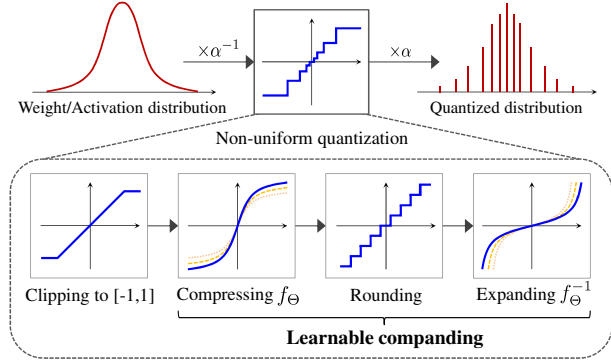 ×α⁻¹
×α
Weight/Activation distribution
Quantized distribution
Non-uniform quantization
Clipping to [-1,1]
Compressing f_Θ
Rounding
Expanding f_Θ⁻¹
Learnable companding